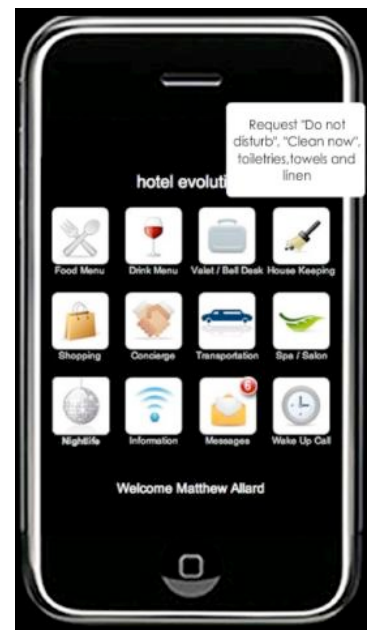 Request "Do not
disturb", "Clean now",
toiletries,towels and
linen
hotel evoluti
Food Menu Drink Menu Valet / Bell Desk House Keeping
Shopping Concierge Transportation Spa / Salon
6
Nightlife Information Messages Wake Up Call
Welcome Matthew Allard